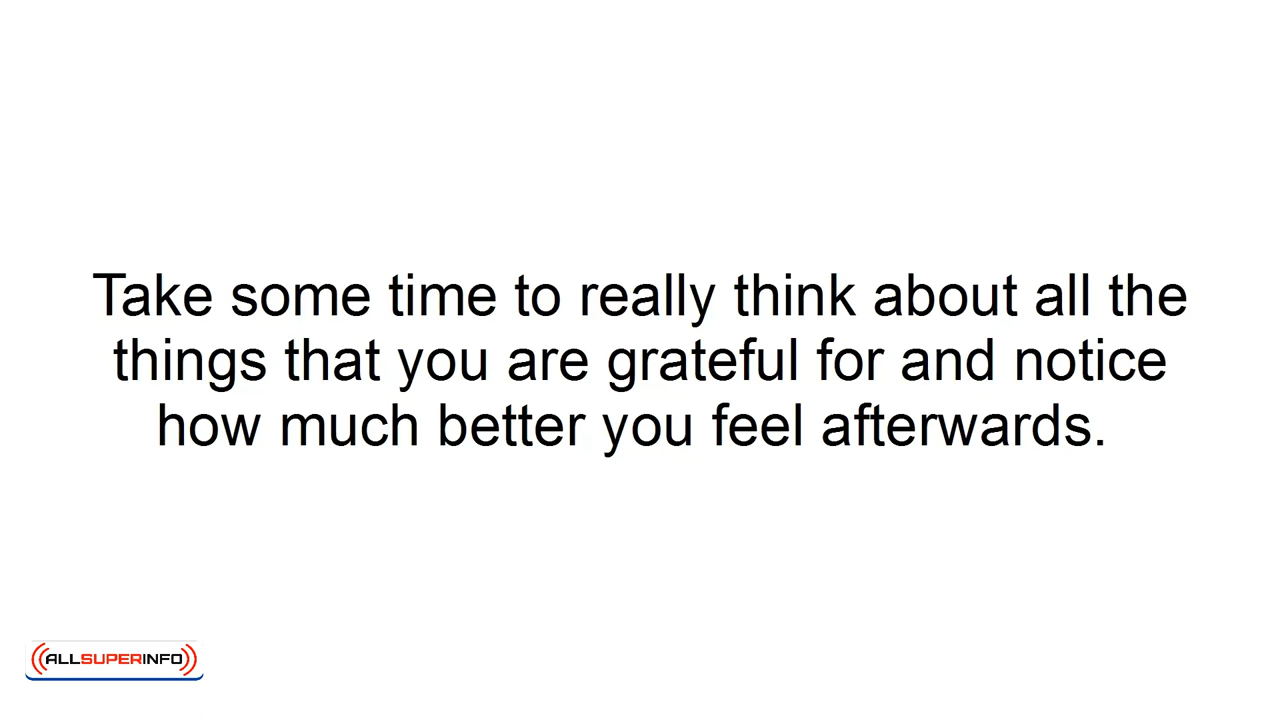 Take some time to really think about all the
things that you are grateful for and notice
how much better you feel afterwards.
ALLSUPERINFO